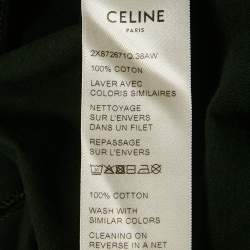 CELINE
PARIS
2X872671Q.38AW
100% COTON
LAVER AVEC
COLORIS SIMILAIRES
NETTOYAGE
SUR L'ENVERS
DANS UN FILET
REPASSAGE
SUR L'ENVERS
100% COTTON
WASH WITH
SIMILAR COLORS
CLEANING ON
REVERSE IN A